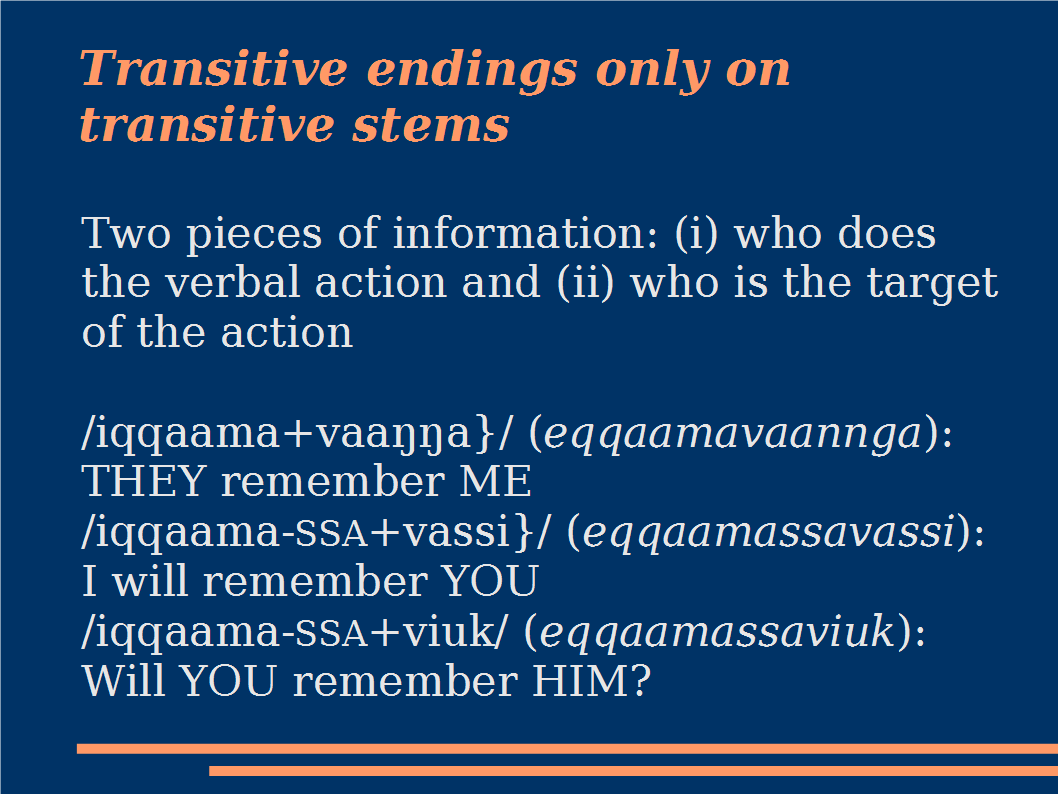 Transitive endings only on
transitive stems
Two pieces of information: (i) who does
the verbal action and (ii) who is the target
of the action
/iqqaama+vaaŋŋa}/ (eqqaamavaannga):
THEY remember ME
/iqqaama-SSA+vassi}/ (eqqaamassavassi):
I will remember YOU
/iqqaama-SSA+viuk/ (eqqaamassaviuk):
Will YOU remember HIM?